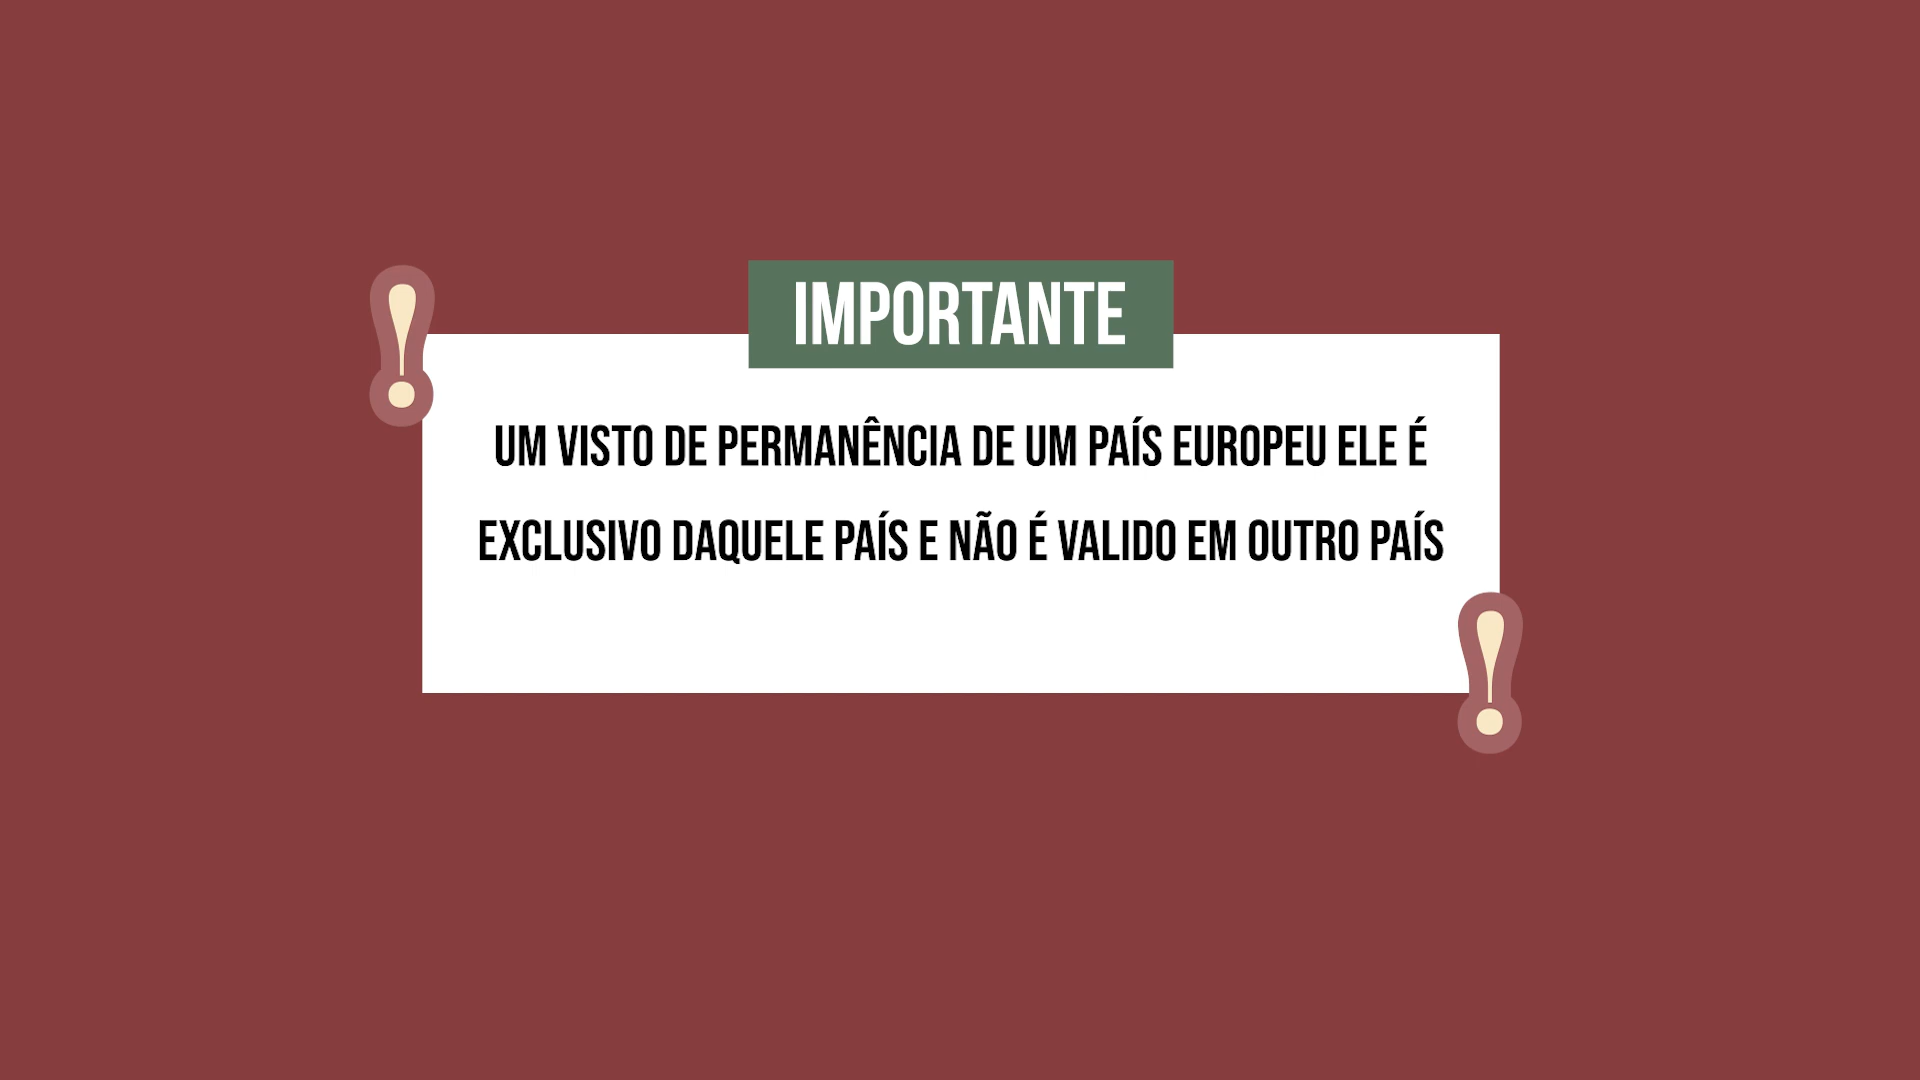 IMPORTANTE
UM VISTO DE PERMANÊNCIA DE UM PAÍS EUROPEU ELE É
EXCLUSIVO DAQUELE PAÍS E NÃO É VALIDO EM OUTRO PAÍS